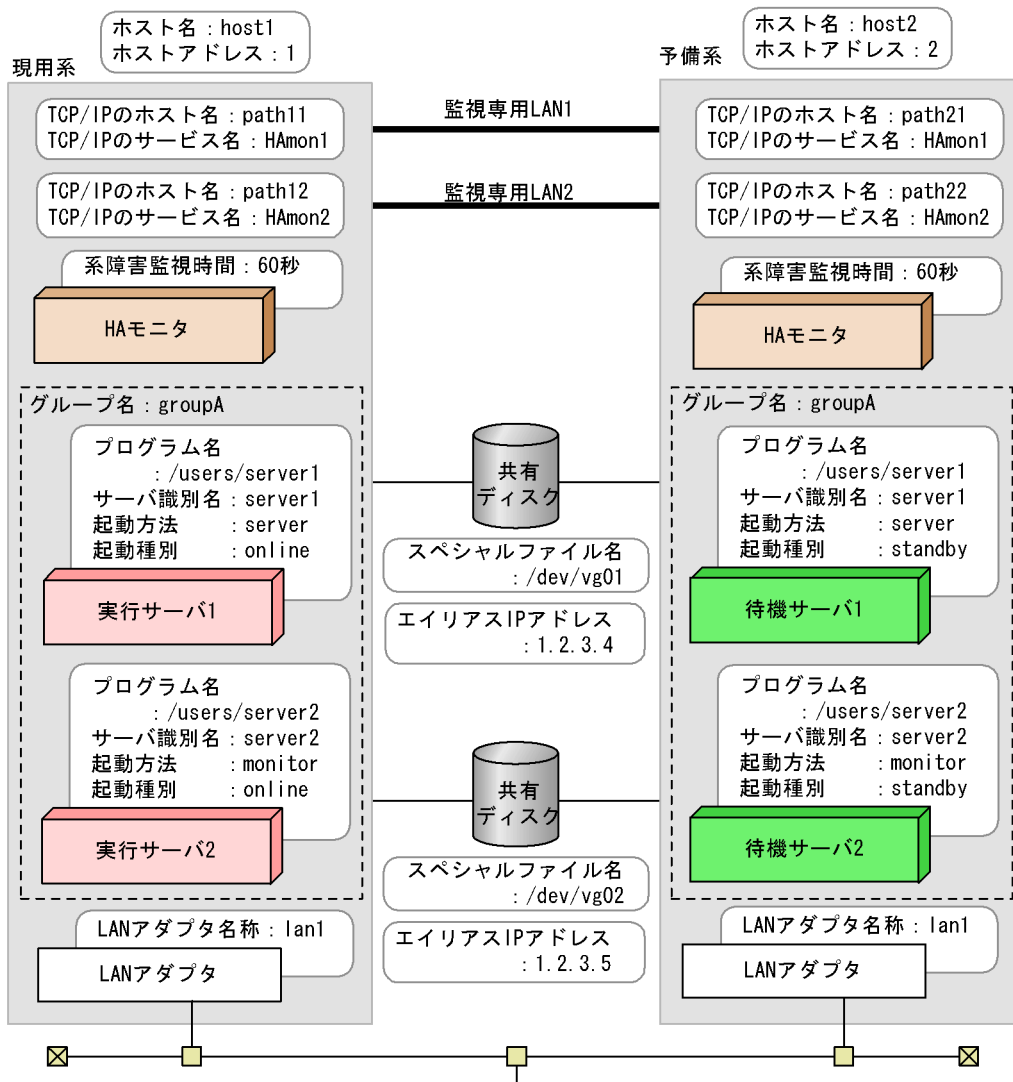 ホスト名：host1
ホストアドレス：1
現用系
TCP/IPのホスト名：path11
TCP/IPのサービス名：HAmon1
TCP/IPのホスト名：path12
TCP/IPのサービス名：HAmon2
系障害監視時間：60秒
HAモニタ
グループ名：groupA
プログラム名
：/users/server1
サーバ識別名：server1
起動方法　　：server
起動種別　　：online
実行サーバ1
プログラム名
：/users/server2
サーバ識別名：server2
起動方法　　：monitor
起動種別　　：online
実行サーバ2
LANアダプタ名称：lan1
LANアダプタ
監視専用LAN1
監視専用LAN2
共有
ディスク
スペシャルファイル名
：/dev/vg01
エイリアスIPアドレス
：1.2.3.4
共有
ディスク
スペシャルファイル名
：/dev/vg02
エイリアスIPアドレス
：1.2.3.5
ホスト名：host2
ホストアドレス：2
予備系
TCP/IPのホスト名：path21
TCP/IPのサービス名：HAmon1
TCP/IPのホスト名：path22
TCP/IPのサービス名：HAmon2
系障害監視時間：60秒
HAモニタ
グループ名：groupA
プログラム名
：/users/server1
サーバ識別名：server1
起動方法　　：server
起動種別　　：standby
待機サーバ1
プログラム名
：/users/server2
サーバ識別名：server2
起動方法　　：monitor
起動種別　　：standby
待機サーバ2
LANアダプタ名称：lan1
LANアダプタ